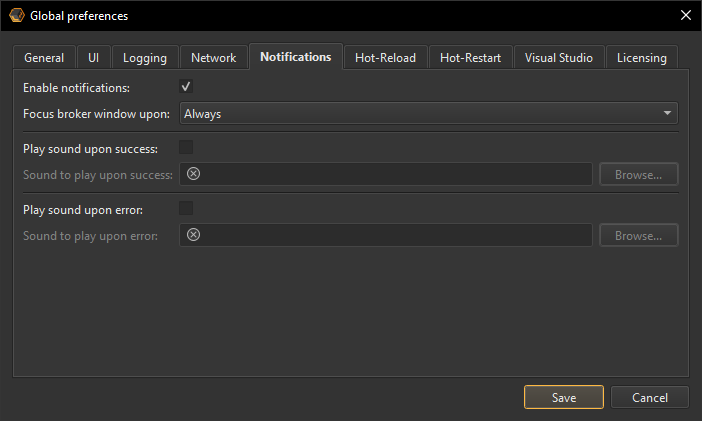 Global preferences
General UI Logging Network Notifications Hot-Reload Hot-Restart Visual Studio Licensing
Enable notifications:
Focus broker window upon: Always
Play sound upon success:
Sound to play upon success: Browse...
Play sound upon error:
Sound to play upon error: Browse...
Save Cancel